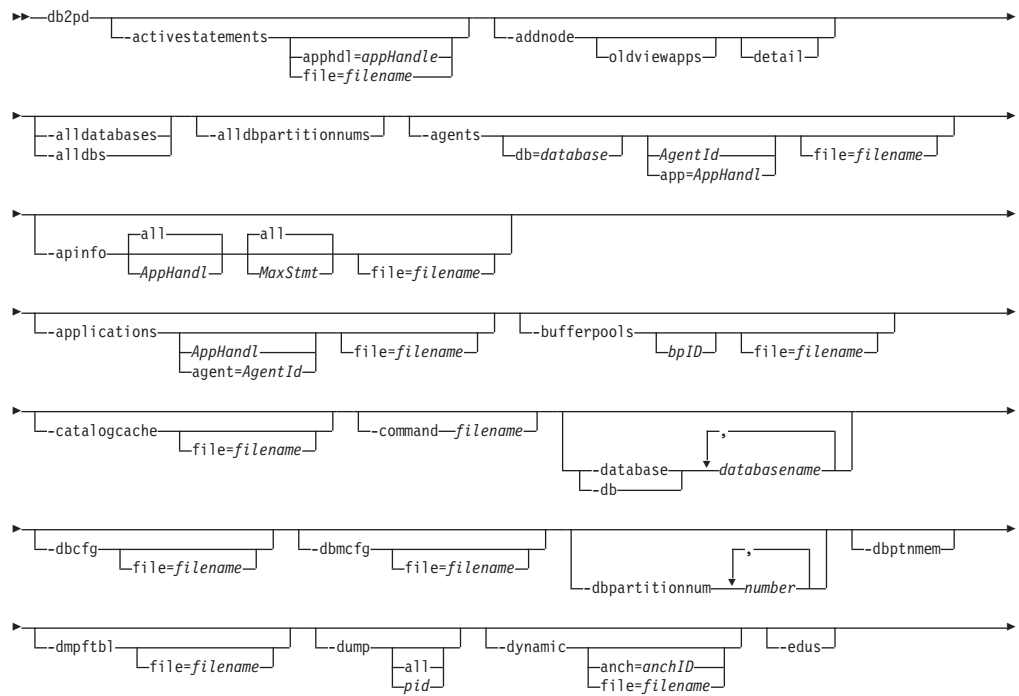 db2pd -activestatements apphdl=appHandle file=filename -addnode oldviewapps detail
-alldatabases -alldbs -alldbpartitionnums -agents db=database AgentId app=AppHandl file=filename
-apinfo all AppHandl all MaxStmt file=filename
-applications AppHandl agent=AgentId file=filename -bufferpools bpID file=filename
-catalogcache file=filename -command filename -database -db , databasename
-dbcfg file=filename -dbmcfg file=filename -dbpartitionnum , number -dbptnmem
-dmpftbl file=filename -dump all pid -dynamic anch=anchID file=filename -edus